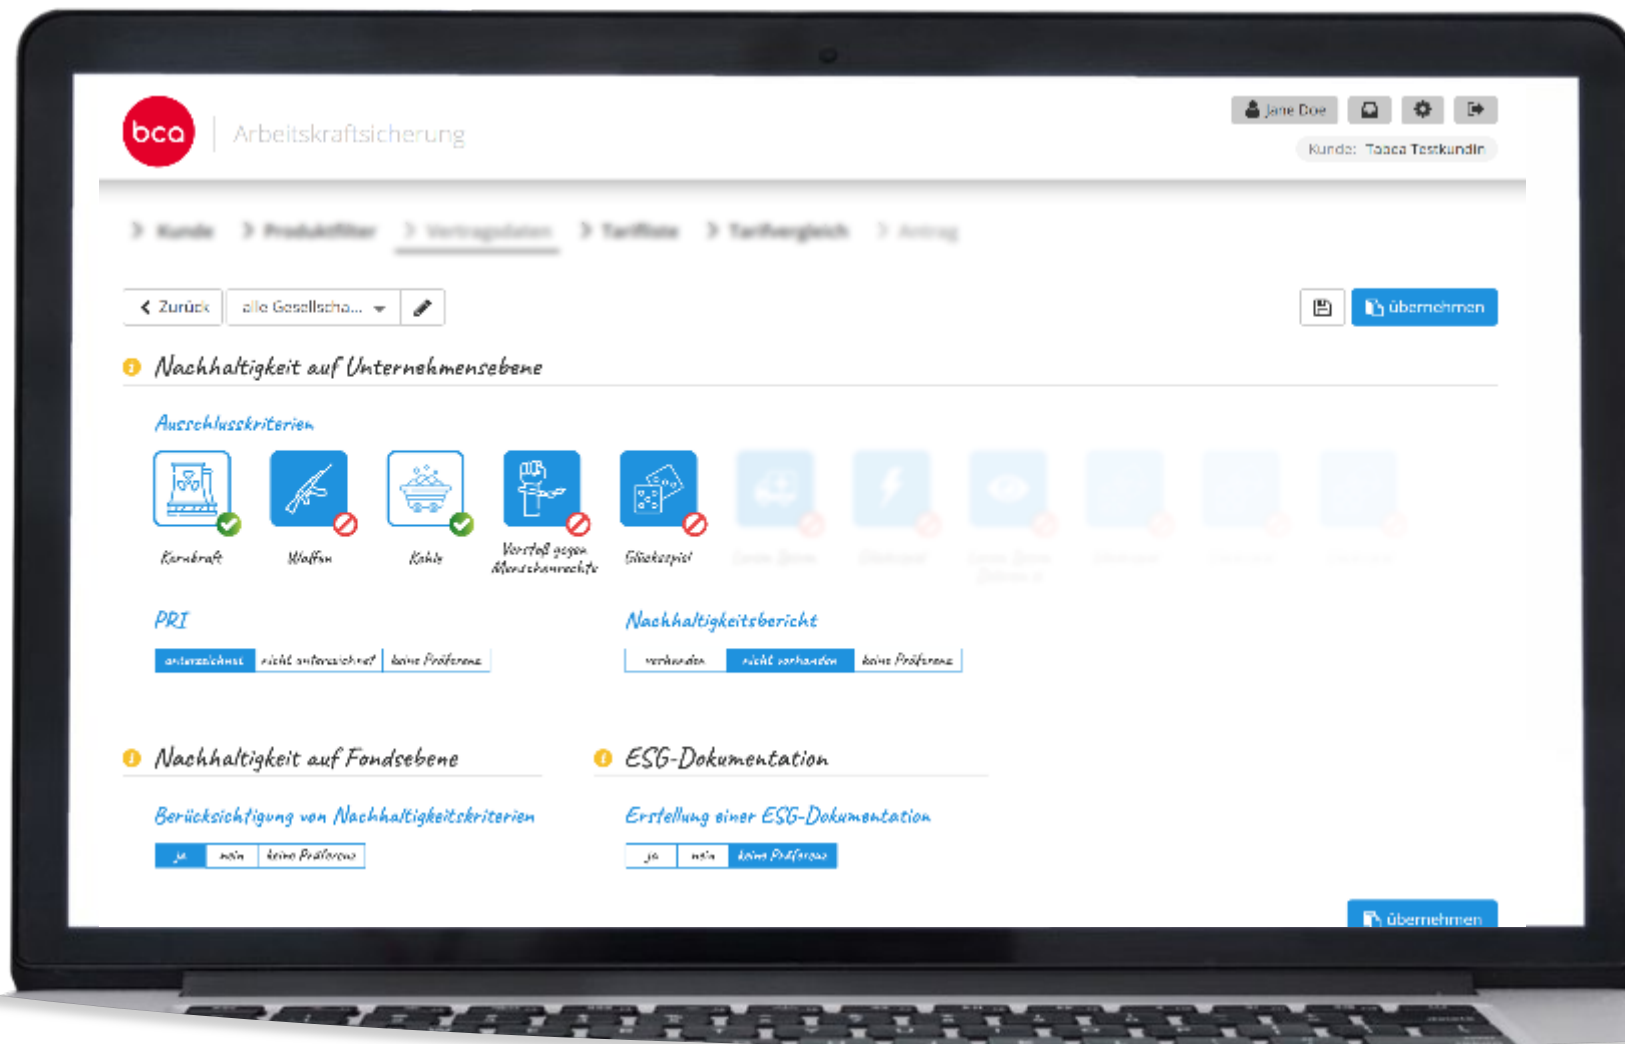 bca
Arbeitskraftsicherung
Jane Doe
Kunde: Taaca Testkundin
Kunde Produktfilter Vertragsdaten Tarifliste Tarifvergleich Antrag
Zurück alle Gesellscha... übernehmen
Nachhaltigkeit auf Unternehmensebene
Ausschlusskriterien
Kernkraft Waffen Kohle Verstoß gegen Menschenrechte Glücksspiel
PRI Nachhaltigkeitsbericht
unterzeichnet nicht unterzeichnet keine Präferenz vorhanden nicht vorhanden keine Präferenz
Nachhaltigkeit auf Fondsebene ESG-Dokumentation
Berücksichtigung von Nachhaltigkeitskriterien Erstellung einer ESG-Dokumentation
ja nein keine Präferenz ja nein keine Präferenz
übernehmen